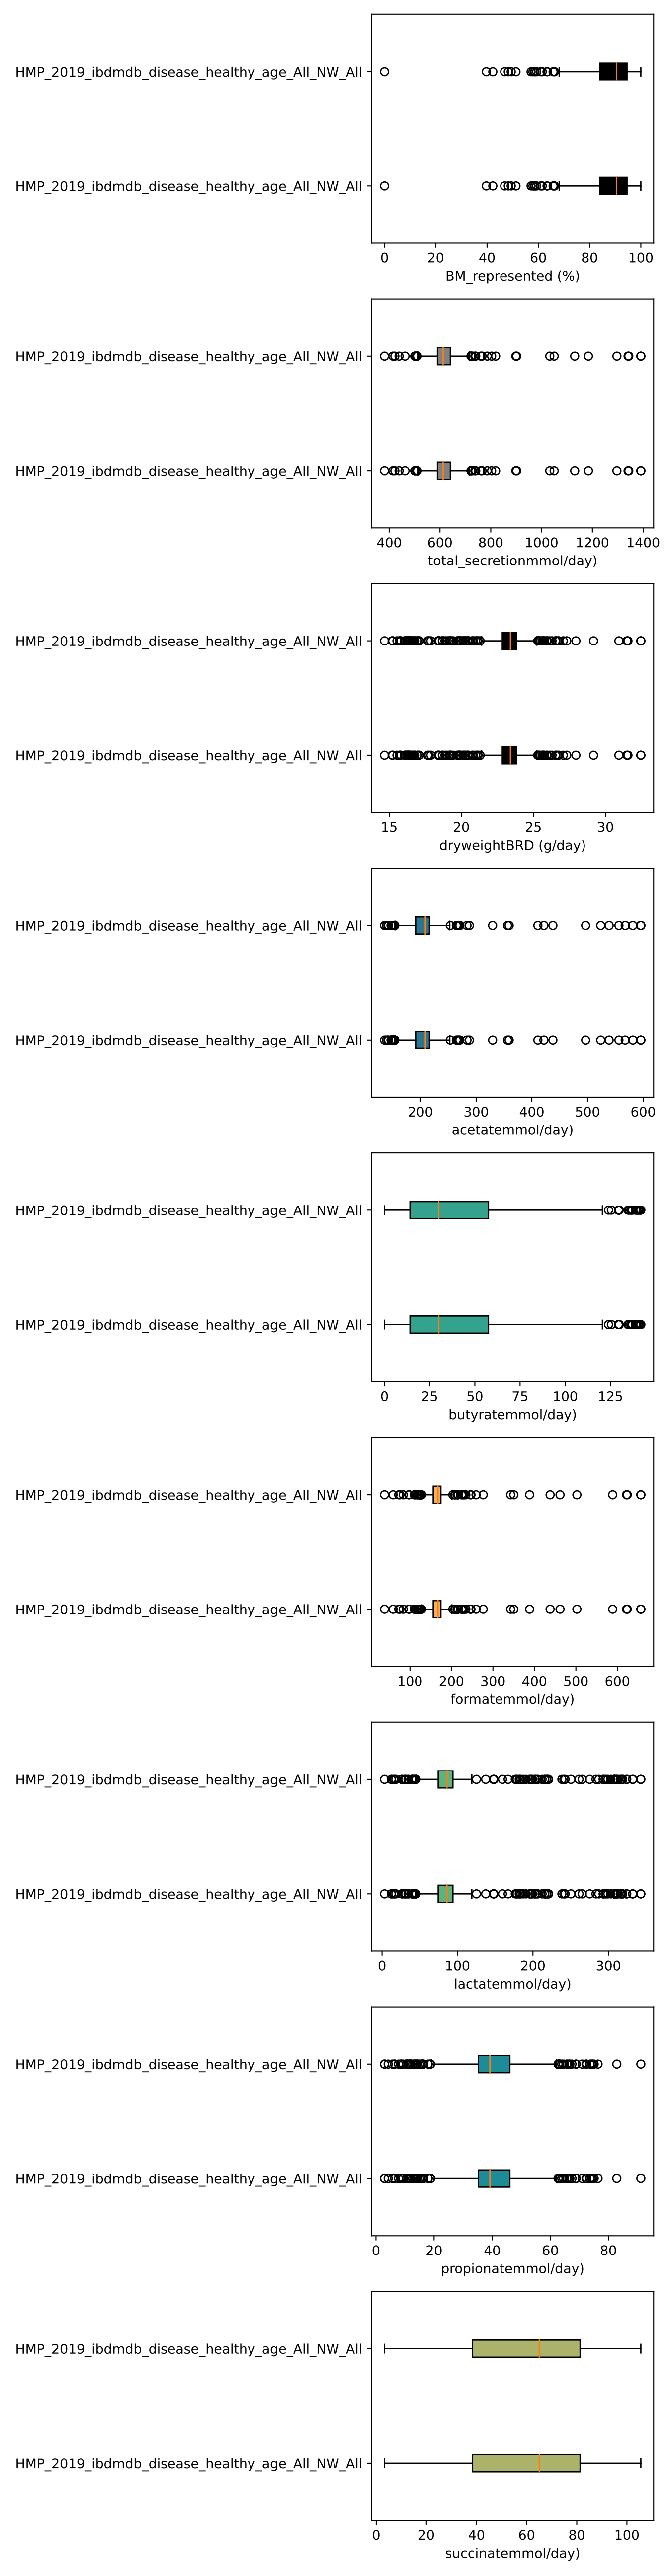 HMP_2019_ibdmdb_disease_healthy_age_All_NW_All
HMP_2019_ibdmdb_disease_healthy_age_All_NW_All
0 20 40 60 80 100
BM_represented (%)
HMP_2019_ibdmdb_disease_healthy_age_All_NW_All
HMP_2019_ibdmdb_disease_healthy_age_All_NW_All
400 600 800 1000 1200 1400
total_secretionmmol/day)
HMP_2019_ibdmdb_disease_healthy_age_All_NW_All
HMP_2019_ibdmdb_disease_healthy_age_All_NW_All
15 20 25 30
dryweightBRD (g/day)
HMP_2019_ibdmdb_disease_healthy_age_All_NW_All
HMP_2019_ibdmdb_disease_healthy_age_All_NW_All
200 300 400 500 600
acetatemmol/day)
HMP_2019_ibdmdb_disease_healthy_age_All_NW_All
HMP_2019_ibdmdb_disease_healthy_age_All_NW_All
0 25 50 75 100 125
butyratemmol/day)
HMP_2019_ibdmdb_disease_healthy_age_All_NW_All
HMP_2019_ibdmdb_disease_healthy_age_All_NW_All
100 200 300 400 500 600
formatemmol/day)
HMP_2019_ibdmdb_disease_healthy_age_All_NW_All
HMP_2019_ibdmdb_disease_healthy_age_All_NW_All
0 100 200 300
lactatemmol/day)
HMP_2019_ibdmdb_disease_healthy_age_All_NW_All
HMP_2019_ibdmdb_disease_healthy_age_All_NW_All
0 20 40 60 80
propionatemmol/day)
HMP_2019_ibdmdb_disease_healthy_age_All_NW_All
HMP_2019_ibdmdb_disease_healthy_age_All_NW_All
0 20 40 60 80 100
succinatemmol/day)